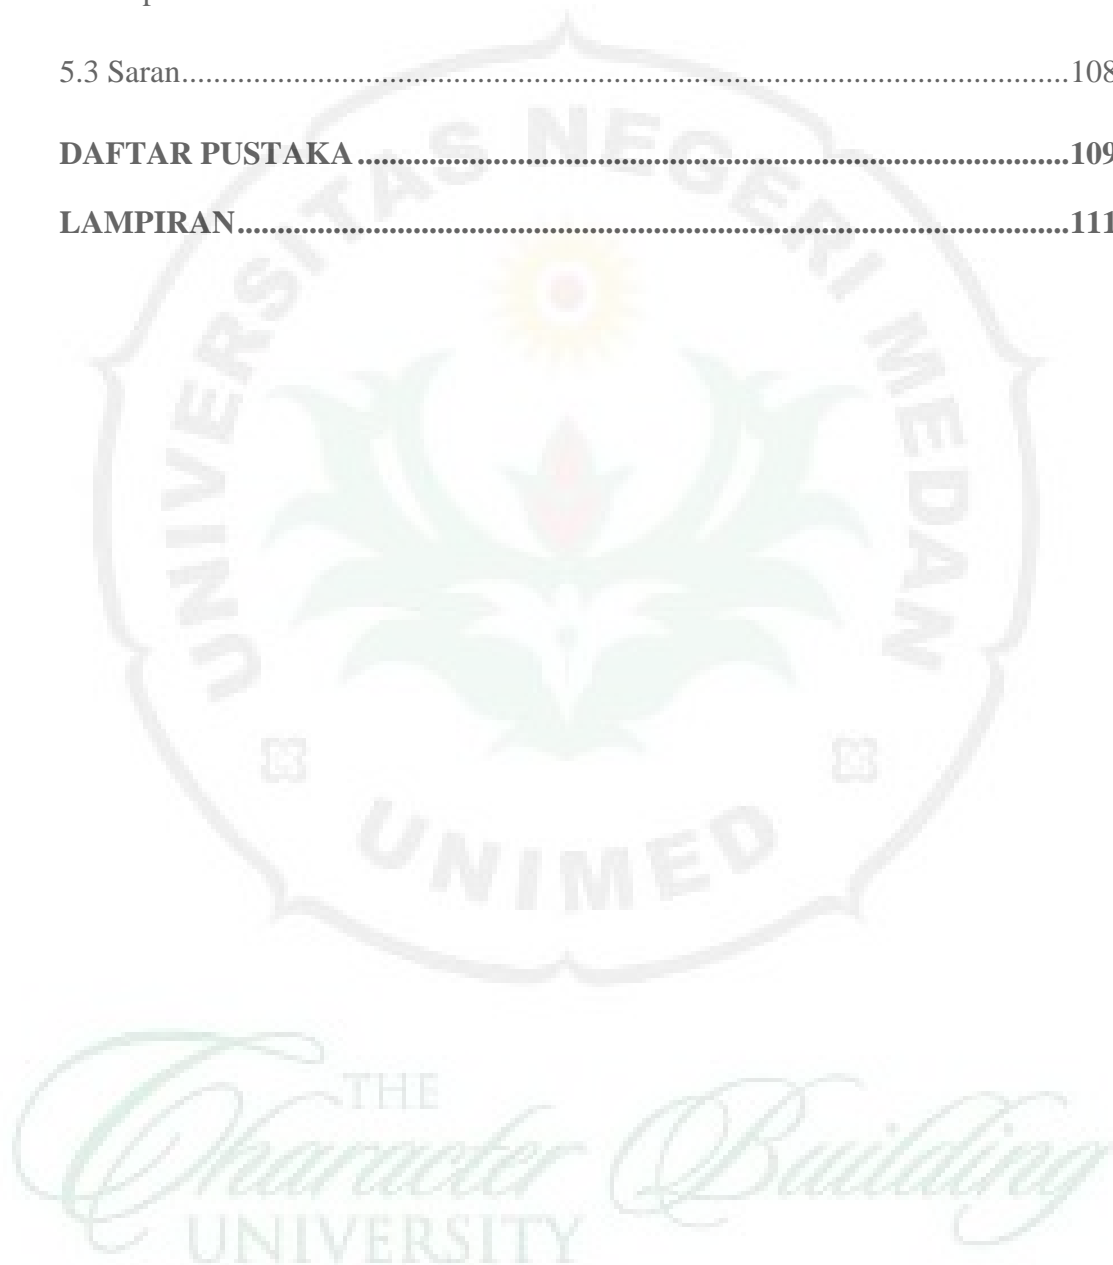 5.3 Saran....................................................................................................................108
DAFTAR PUSTAKA............................................................................................109
LAMPIRAN...........................................................................................................111
UNIVERSITAS NEGERI MEDAN
UNIMED
THE
Character Building
UNIVERSITY